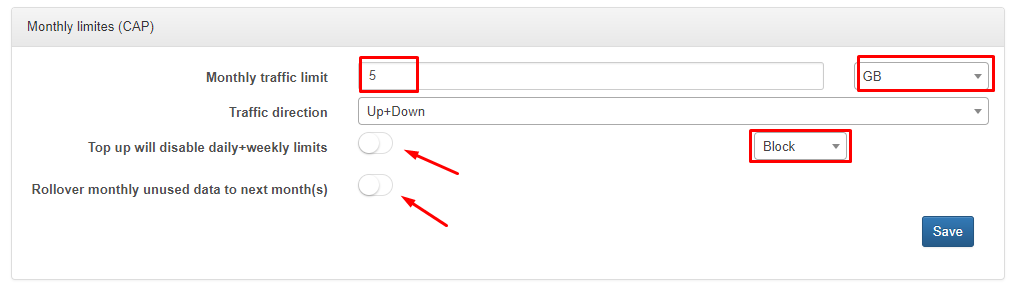 Monthly limites (CAP)
Monthly traffic limit 5 GB
Traffic direction Up+Down
Top up will disable daily+weekly limits Block
Rollover monthly unused data to next month(s)
Save